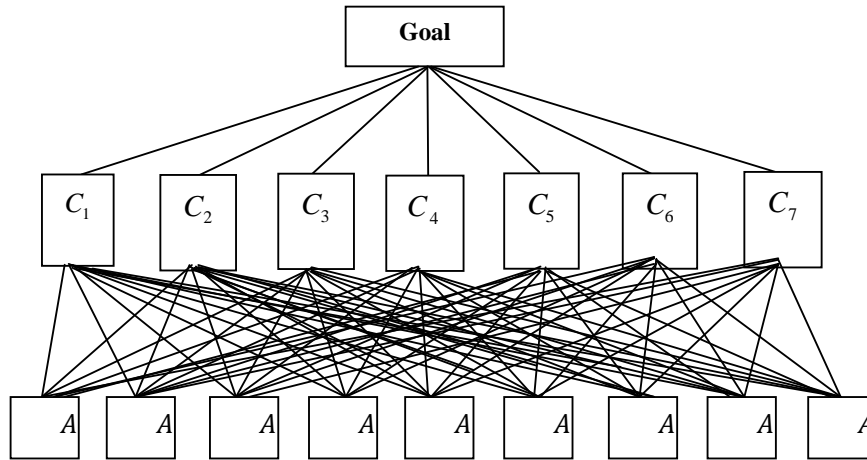 Goal
C₁ C₂ C₃ C₄ C₅ C₆ C₇
A A A A A A A A A